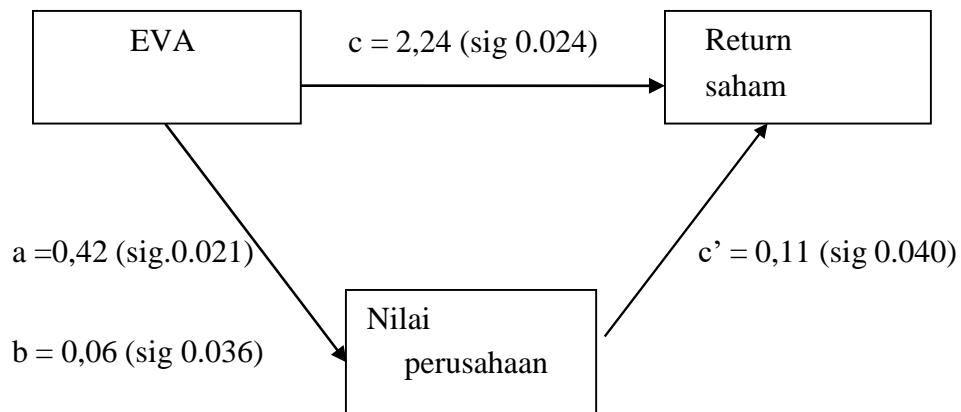 EVA
c = 2,24 (sig 0.024)
Return
saham
a =0,42 (sig.0.021)
c’ = 0,11 (sig 0.040)
Nilai
perusahaan
b = 0,06 (sig 0.036)